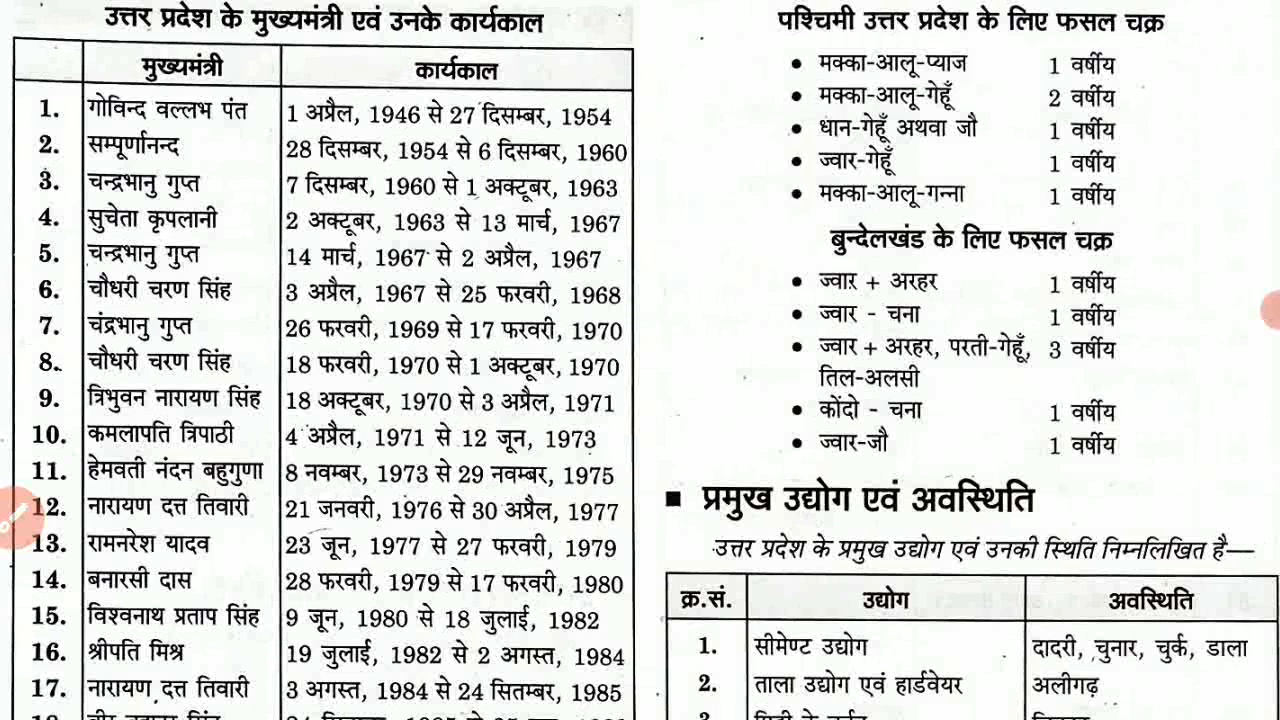 उत्तर प्रदेश के मुख्यमंत्री एवं उनके कार्यकाल
मुख्यमंत्री कार्यकाल
1. गोविन्द वल्लभ पंत 1 अप्रैल, 1946 से 27 दिसम्बर, 1954
2. सम्पूर्णानन्द 28 दिसम्बर, 1954 से 6 दिसम्बर, 1960
3. चन्द्रभानु गुप्त 7 दिसम्बर, 1960 से 1 अक्टूबर, 1963
4. सुचेता कृपलानी 2 अक्टूबर, 1963 से 13 मार्च, 1967
5. चन्द्रभानु गुप्त 14 मार्च, 1967 से 2 अप्रैल, 1967
6. चौधरी चरण सिंह 3 अप्रैल, 1967 से 25 फरवरी, 1968
7. चंद्रभानु गुप्त 26 फरवरी, 1969 से 17 फरवरी, 1970
8. चौधरी चरण सिंह 18 फरवरी, 1970 से 1 अक्टूबर, 1970
9. त्रिभुवन नारायण सिंह 18 अक्टूबर, 1970 से 3 अप्रैल, 1971
10. कमलापति त्रिपाठी 4 अप्रैल, 1971 से 12 जून, 1973
11. हेमवती नंदन बहुगुणा 8 नवम्बर, 1973 से 29 नवम्बर, 1975
12. नारायण दत्त तिवारी 21 जनवरी, 1976 से 30 अप्रैल, 1977
13. रामनरेश यादव 23 जून, 1977 से 27 फरवरी, 1979
14. बनारसी दास 28 फरवरी, 1979 से 17 फरवरी, 1980
15. विश्वनाथ प्रताप सिंह 9 जून, 1980 से 18 जुलाई, 1982
16. श्रीपति मिश्र 19 जुलाई, 1982 से 2 अगस्त, 1984
17. नारायण दत्त तिवारी 3 अगस्त, 1984 से 24 सितम्बर, 1985
पश्चिमी उत्तर प्रदेश के लिए फसल चक्र
• मक्का-आलू-प्याज 1 वर्षीय
• मक्का-आलू-गेहूँ 2 वर्षीय
• धान-गेहूँ अथवा जौ 1 वर्षीय
• ज्वार-गेहूँ 1 वर्षीय
• मक्का-आलू-गन्ना 1 वर्षीय
बुन्देलखंड के लिए फसल चक्र
• ज्वार + अरहर 1 वर्षीय
• ज्वार - चना 1 वर्षीय
• ज्वार + अरहर, परती-गेहूँ, 3 वर्षीय
तिल-अलसी
• कोंदो - चना 1 वर्षीय
• ज्वार-जौ 1 वर्षीय
■ प्रमुख उद्योग एवं अवस्थिति
उत्तर प्रदेश के प्रमुख उद्योग एवं उनकी स्थिति निम्नलिखित है—
क्र.सं. उद्योग अवस्थिति
1. सीमेण्ट उद्योग दादरी, चुनार, चुर्क, डाला
2. ताला उद्योग एवं हार्डवेयर अलीगढ़